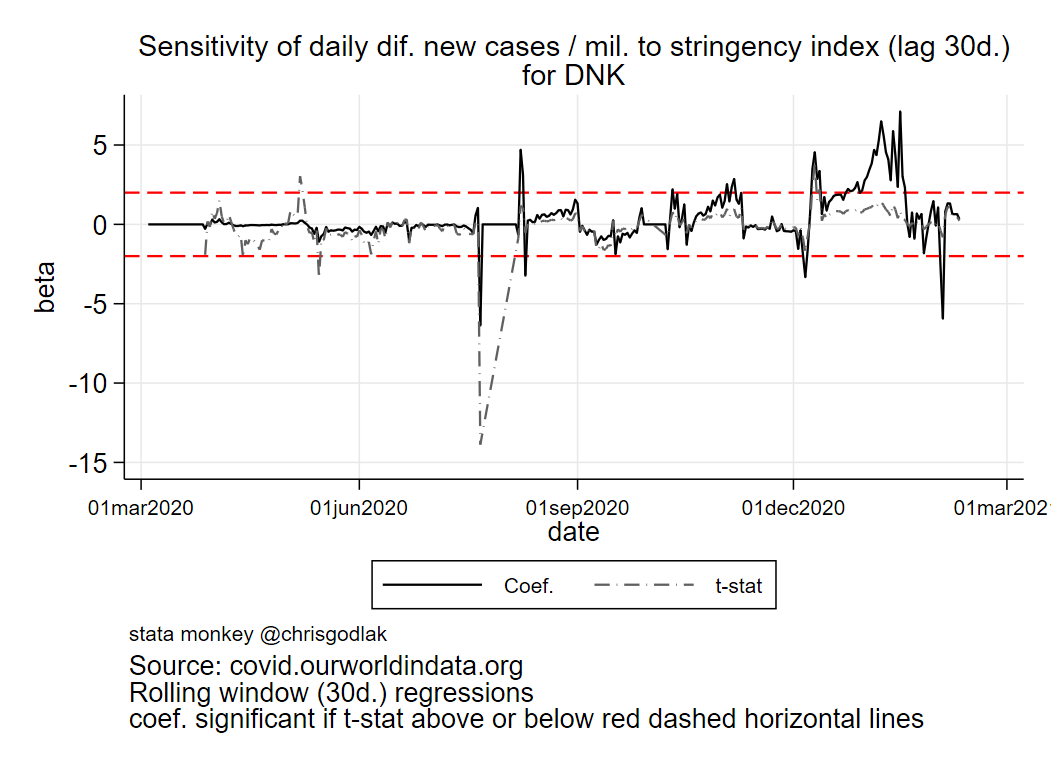 Sensitivity of daily dif. new cases / mil. to stringency index (lag 30d.)
for DNK
beta
5
0
-5
-10
-15
01mar2020
01jun2020
01sep2020
01dec2020
01mar202
date
Coef.
t-stat
stata monkey @chrisgodlak
Source: covid.ourworldindata.org
Rolling window (30d.) regressions
coef. significant if t-stat above or below red dashed horizontal lines